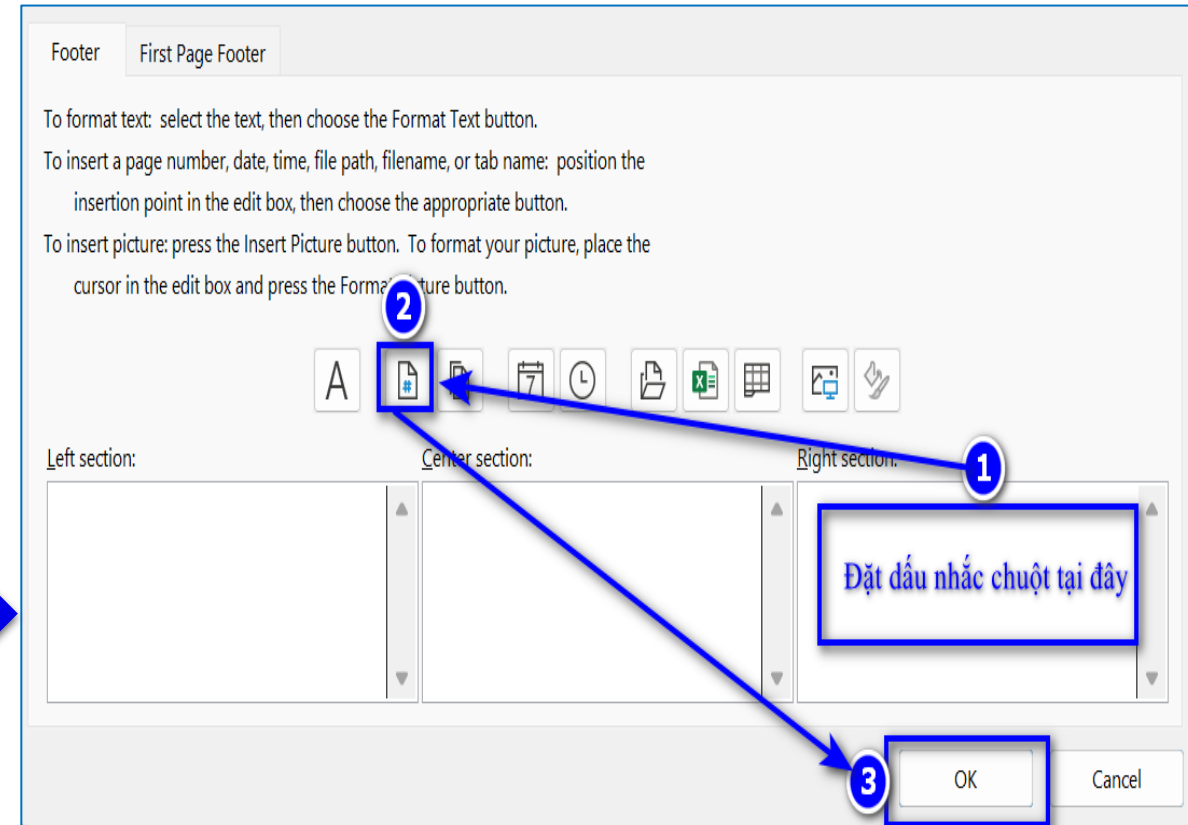 Footer
First Page Footer
To format text: select the text, then choose the Format Text button.
To insert a page number, date, time, file path, filename, or tab name: position the
insertion point in the edit box, then choose the appropriate button.
To insert picture: press the Insert Picture button. To format your picture, place the
cursor in the edit box and press the Format ture button.
2
A
#
7
X
1
Left section:
Center section:
Right section:
Đặt dấu nhắc chuột tại đây
3
OK
Cancel